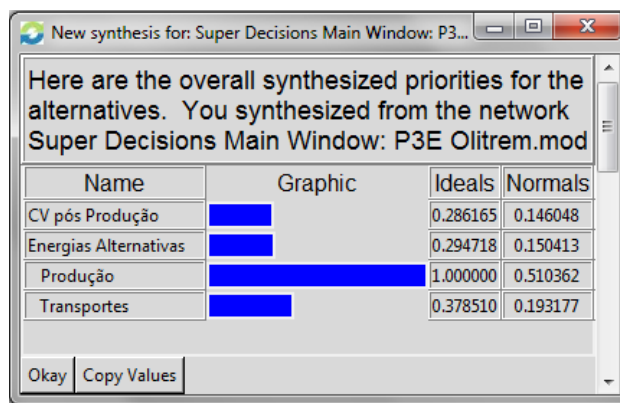 New synthesis for: Super Decisions Main Window: P3...
Here are the overall synthesized priorities for the
alternatives. You synthesized from the network
Super Decisions Main Window: P3E Olitrem.mod
Name Graphic Ideals Normals
CV pós Produção 0.286165 0.146048
Energias Alternativas 0.294718 0.150413
Produção 1.000000 0.510362
Transportes 0.378510 0.193177
Okay Copy Values